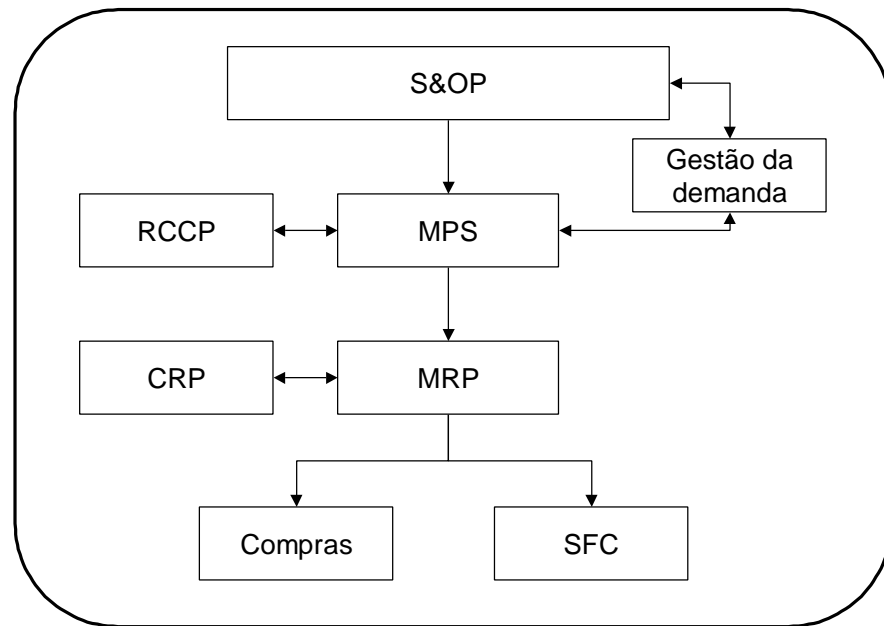 S&OP
Gestão da
demanda
RCCP
MPS
CRP
MRP
Compras
SFC